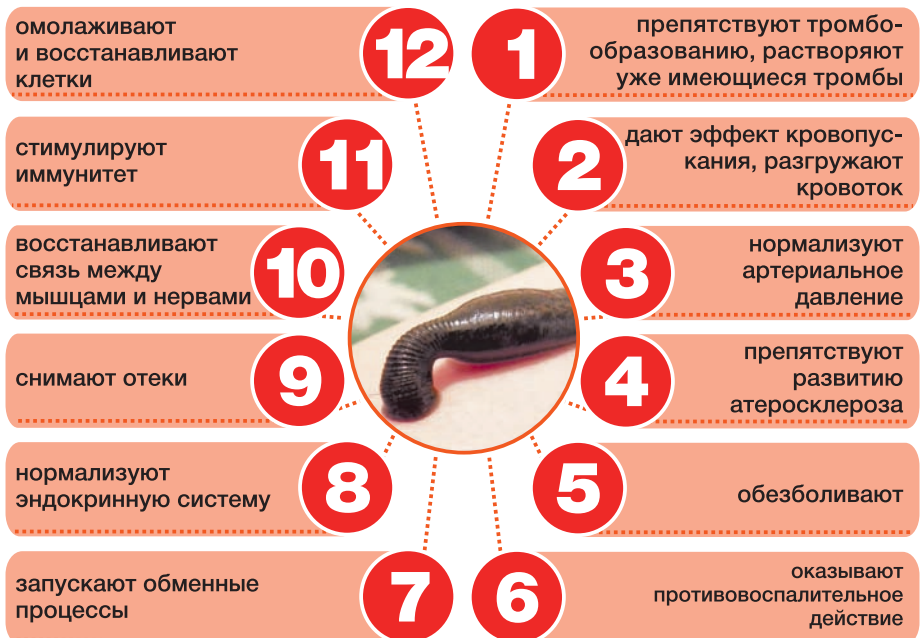 1
препятствуют тромбо-
образованию, растворяют
уже имеющиеся тромбы
2
дают эффект кровопус-
кания, разгружают
кровоток
3
нормализуют
артериальное
давление
4
препятствуют
развитию
атеросклероза
5
обезболивают
6
оказывают
противовоспалительное
действие
7
запускают обменные
процессы
8
нормализуют
эндокринную систему
9
снимают отеки
10
восстанавливают
связь между
мышцами и нервами
11
стимулируют
иммунитет
12
омолаживают
и восстанавливают
клетки